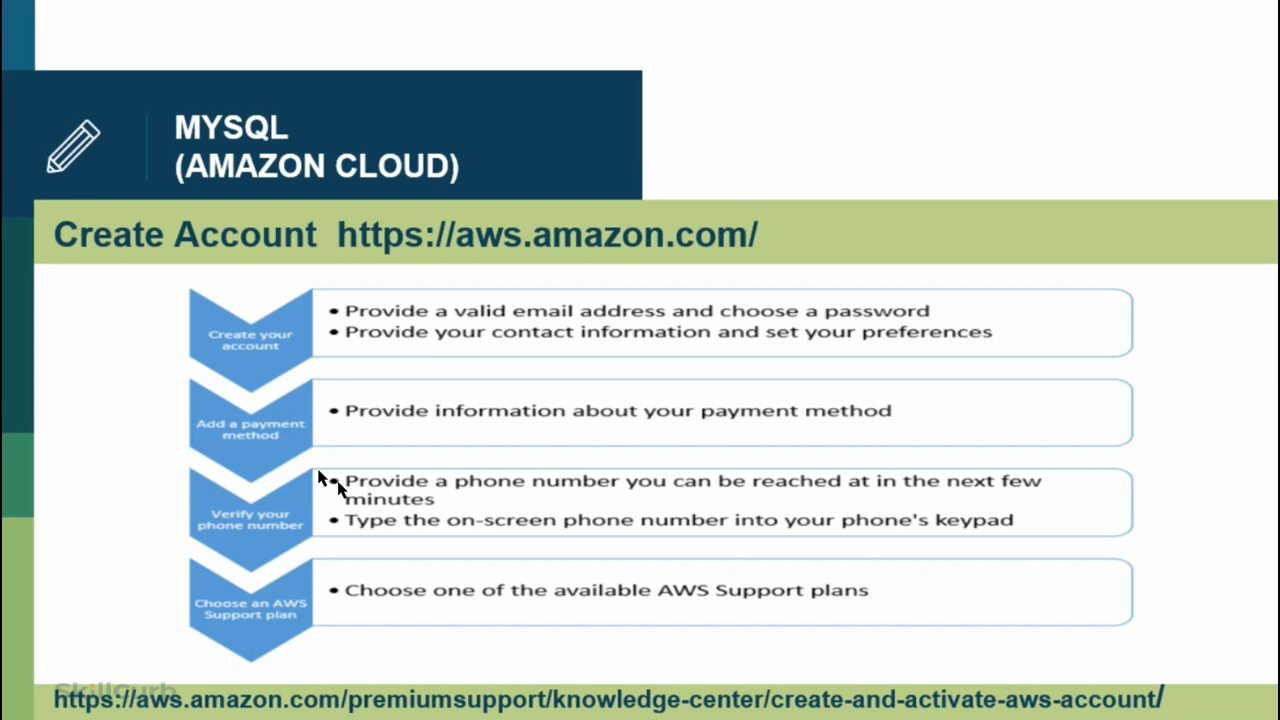 MYSQL
(AMAZON CLOUD)
Create Account https://aws.amazon.com/
Create your
account
• Provide a valid email address and choose a password
• Provide your contact information and set your preferences
Add a payment
method
• Provide information about your payment method
Verify your
phone number
• Provide a phone number you can be reached at in the next few
minutes
• Type the on-screen phone number into your phone's keypad
Choose an AWS
Support plan
• Choose one of the available AWS Support plans
SkillCurb
https://aws.amazon.com/premiumsupport/knowledge-center/create-and-activate-aws-account/